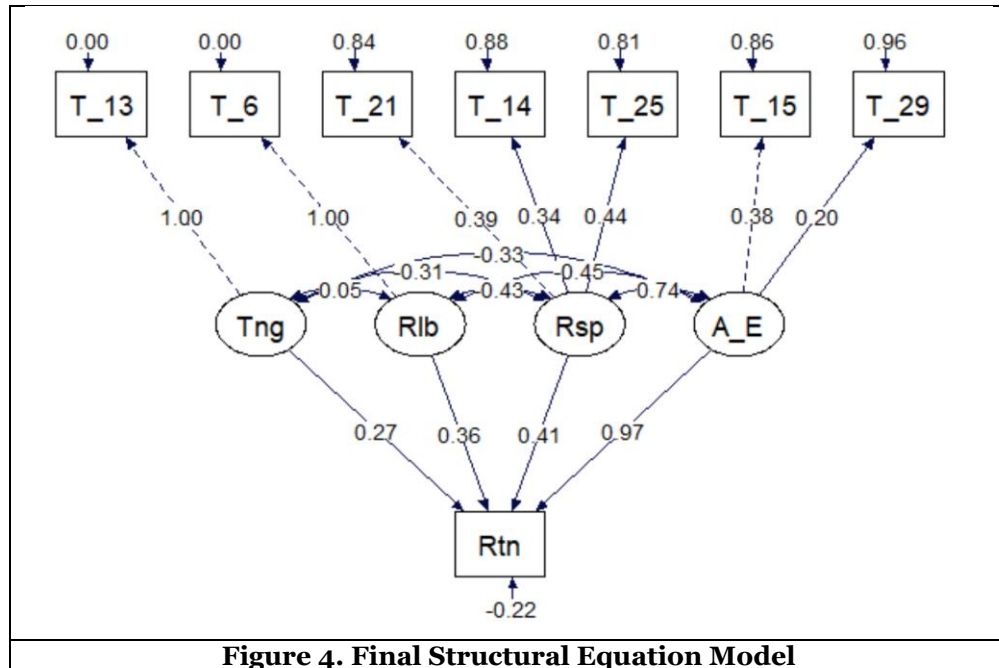 0.00 0.00 0.84 0.88 0.81 0.86 0.96
T_13 T_6 T_21 T_14 T_25 T_15 T_29
1.00 1.00 0.39 0.34 0.44 0.38 0.20
-0.33
-0.31 -0.45
0.05 0.43 0.74
Tng Rlb Rsp A_E
0.27 0.36 0.41 0.97
Rtn
-0.22
Figure 4. Final Structural Equation Model